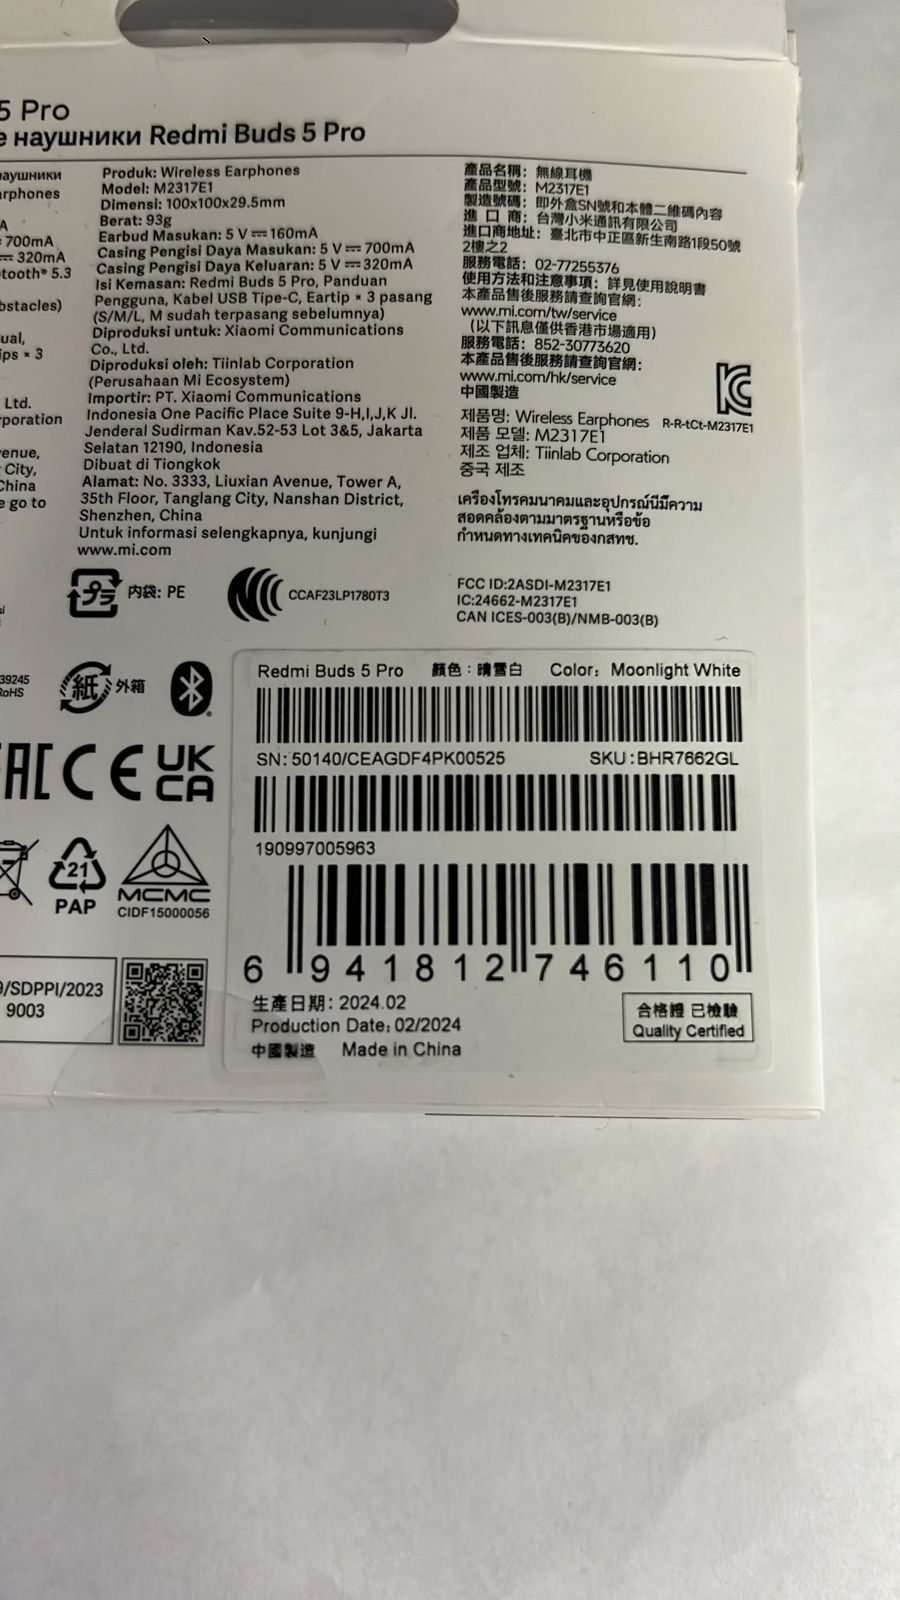 5 Pro
е наушники Redmi Buds 5 Pro
наушники
arphones
A
700mA
320mA
tooth® 5.3
bstacles)
ual,
ips × 3
Ltd.
rporation
venue,
City,
China
e go to
Produk: Wireless Earphones
Model: M2317E1
Dimensi: 100x100x29.5mm
Berat: 93g
Earbud Masukan: 5 V ⎓ 160mA
Casing Pengisi Daya Masukan: 5 V ⎓ 700mA
Casing Pengisi Daya Keluaran: 5 V ⎓ 320mA
Isi Kemasan: Redmi Buds 5 Pro, Panduan
Pengguna, Kabel USB Tipe-C, Eartip × 3 pasang
(S/M/L, M sudah terpasang sebelumnya)
Diproduksi untuk: Xiaomi Communications
Co., Ltd.
Diproduksi oleh: Tiinlab Corporation
(Perusahaan Mi Ecosystem)
Importir: PT. Xiaomi Communications
Indonesia One Pacific Place Suite 9-H,I,J,K Jl.
Jenderal Sudirman Kav.52-53 Lot 3&5, Jakarta
Selatan 12190, Indonesia
Dibuat di Tiongkok
Alamat: No. 3333, Liuxian Avenue, Tower A,
35th Floor, Tanglang City, Nanshan District,
Shenzhen, China
Untuk informasi selengkapnya, kunjungi
www.mi.com
產品名稱：無線耳機
產品型號：M2317E1
製造號碼：即外盒SN號和本體二維碼內容
進 口 商：台灣小米通訊有限公司
進口商地址：臺北市中正區新生南路1段50號
2樓之2
服務電話：02-77255376
使用方法和注意事項：詳見使用說明書
本產品售後服務請查詢官網：
www.mi.com/tw/service
（以下訊息僅供香港市場適用）
服務電話：852-30773620
本產品售後服務請查詢官網：
www.mi.com/hk/service
中國製造
R-R-tCt-M2317E1
제품명: Wireless Earphones
제품 모델: M2317E1
제조 업체: Tiinlab Corporation
중국 제조
เครื่องโทรคมนาคมและอุปกรณ์นี้มีความ
สอดคล้องตามมาตรฐานหรือข้อ
กำหนดทางเทคนิคของกสทช.
プラ 内袋: PE
CCAF23LP1780T3
FCC ID:2ASDI-M2317E1
IC:24662-M2317E1
CAN ICES-003(B)/NMB-003(B)
39245
RoHS
紙 外箱
EAC CE UK
CA
21
PAP
MCMC
CIDF15000056
9/SDPPI/2023
9003
Redmi Buds 5 Pro 顏色：晴雪白 Color: Moonlight White
SN: 50140/CEAGDF4PK00525 SKU:BHR7662GL
190997005963
6 941812 746110
生產日期: 2024.02
Production Date: 02/2024
中國製造 Made in China
合格證 已檢驗
Quality Certified